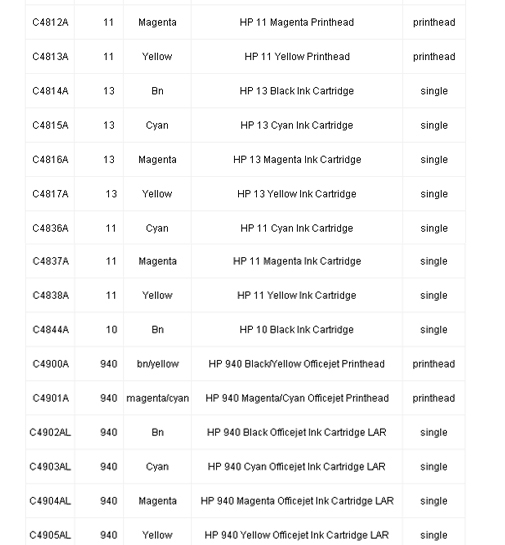 C4812A 11 Magenta HP 11 Magenta Printhead printhead
C4813A 11 Yellow HP 11 Yellow Printhead printhead
C4814A 13 Bn HP 13 Black Ink Cartridge single
C4815A 13 Cyan HP 13 Cyan Ink Cartridge single
C4816A 13 Magenta HP 13 Magenta Ink Cartridge single
C4817A 13 Yellow HP 13 Yellow Ink Cartridge single
C4836A 11 Cyan HP 11 Cyan Ink Cartridge single
C4837A 11 Magenta HP 11 Magenta Ink Cartridge single
C4838A 11 Yellow HP 11 Yellow Ink Cartridge single
C4844A 10 Bn HP 10 Black Ink Cartridge single
C4900A 940 bn/yellow HP 940 Black/Yellow Officejet Printhead printhead
C4901A 940 magenta/cyan HP 940 Magenta/Cyan Officejet Printhead printhead
C4902AL 940 Bn HP 940 Black Officejet Ink Cartridge LAR single
C4903AL 940 Cyan HP 940 Cyan Officejet Ink Cartridge LAR single
C4904AL 940 Magenta HP 940 Magenta Officejet Ink Cartridge LAR single
C4905AL 940 Yellow HP 940 Yellow Officejet Ink Cartridge LAR single